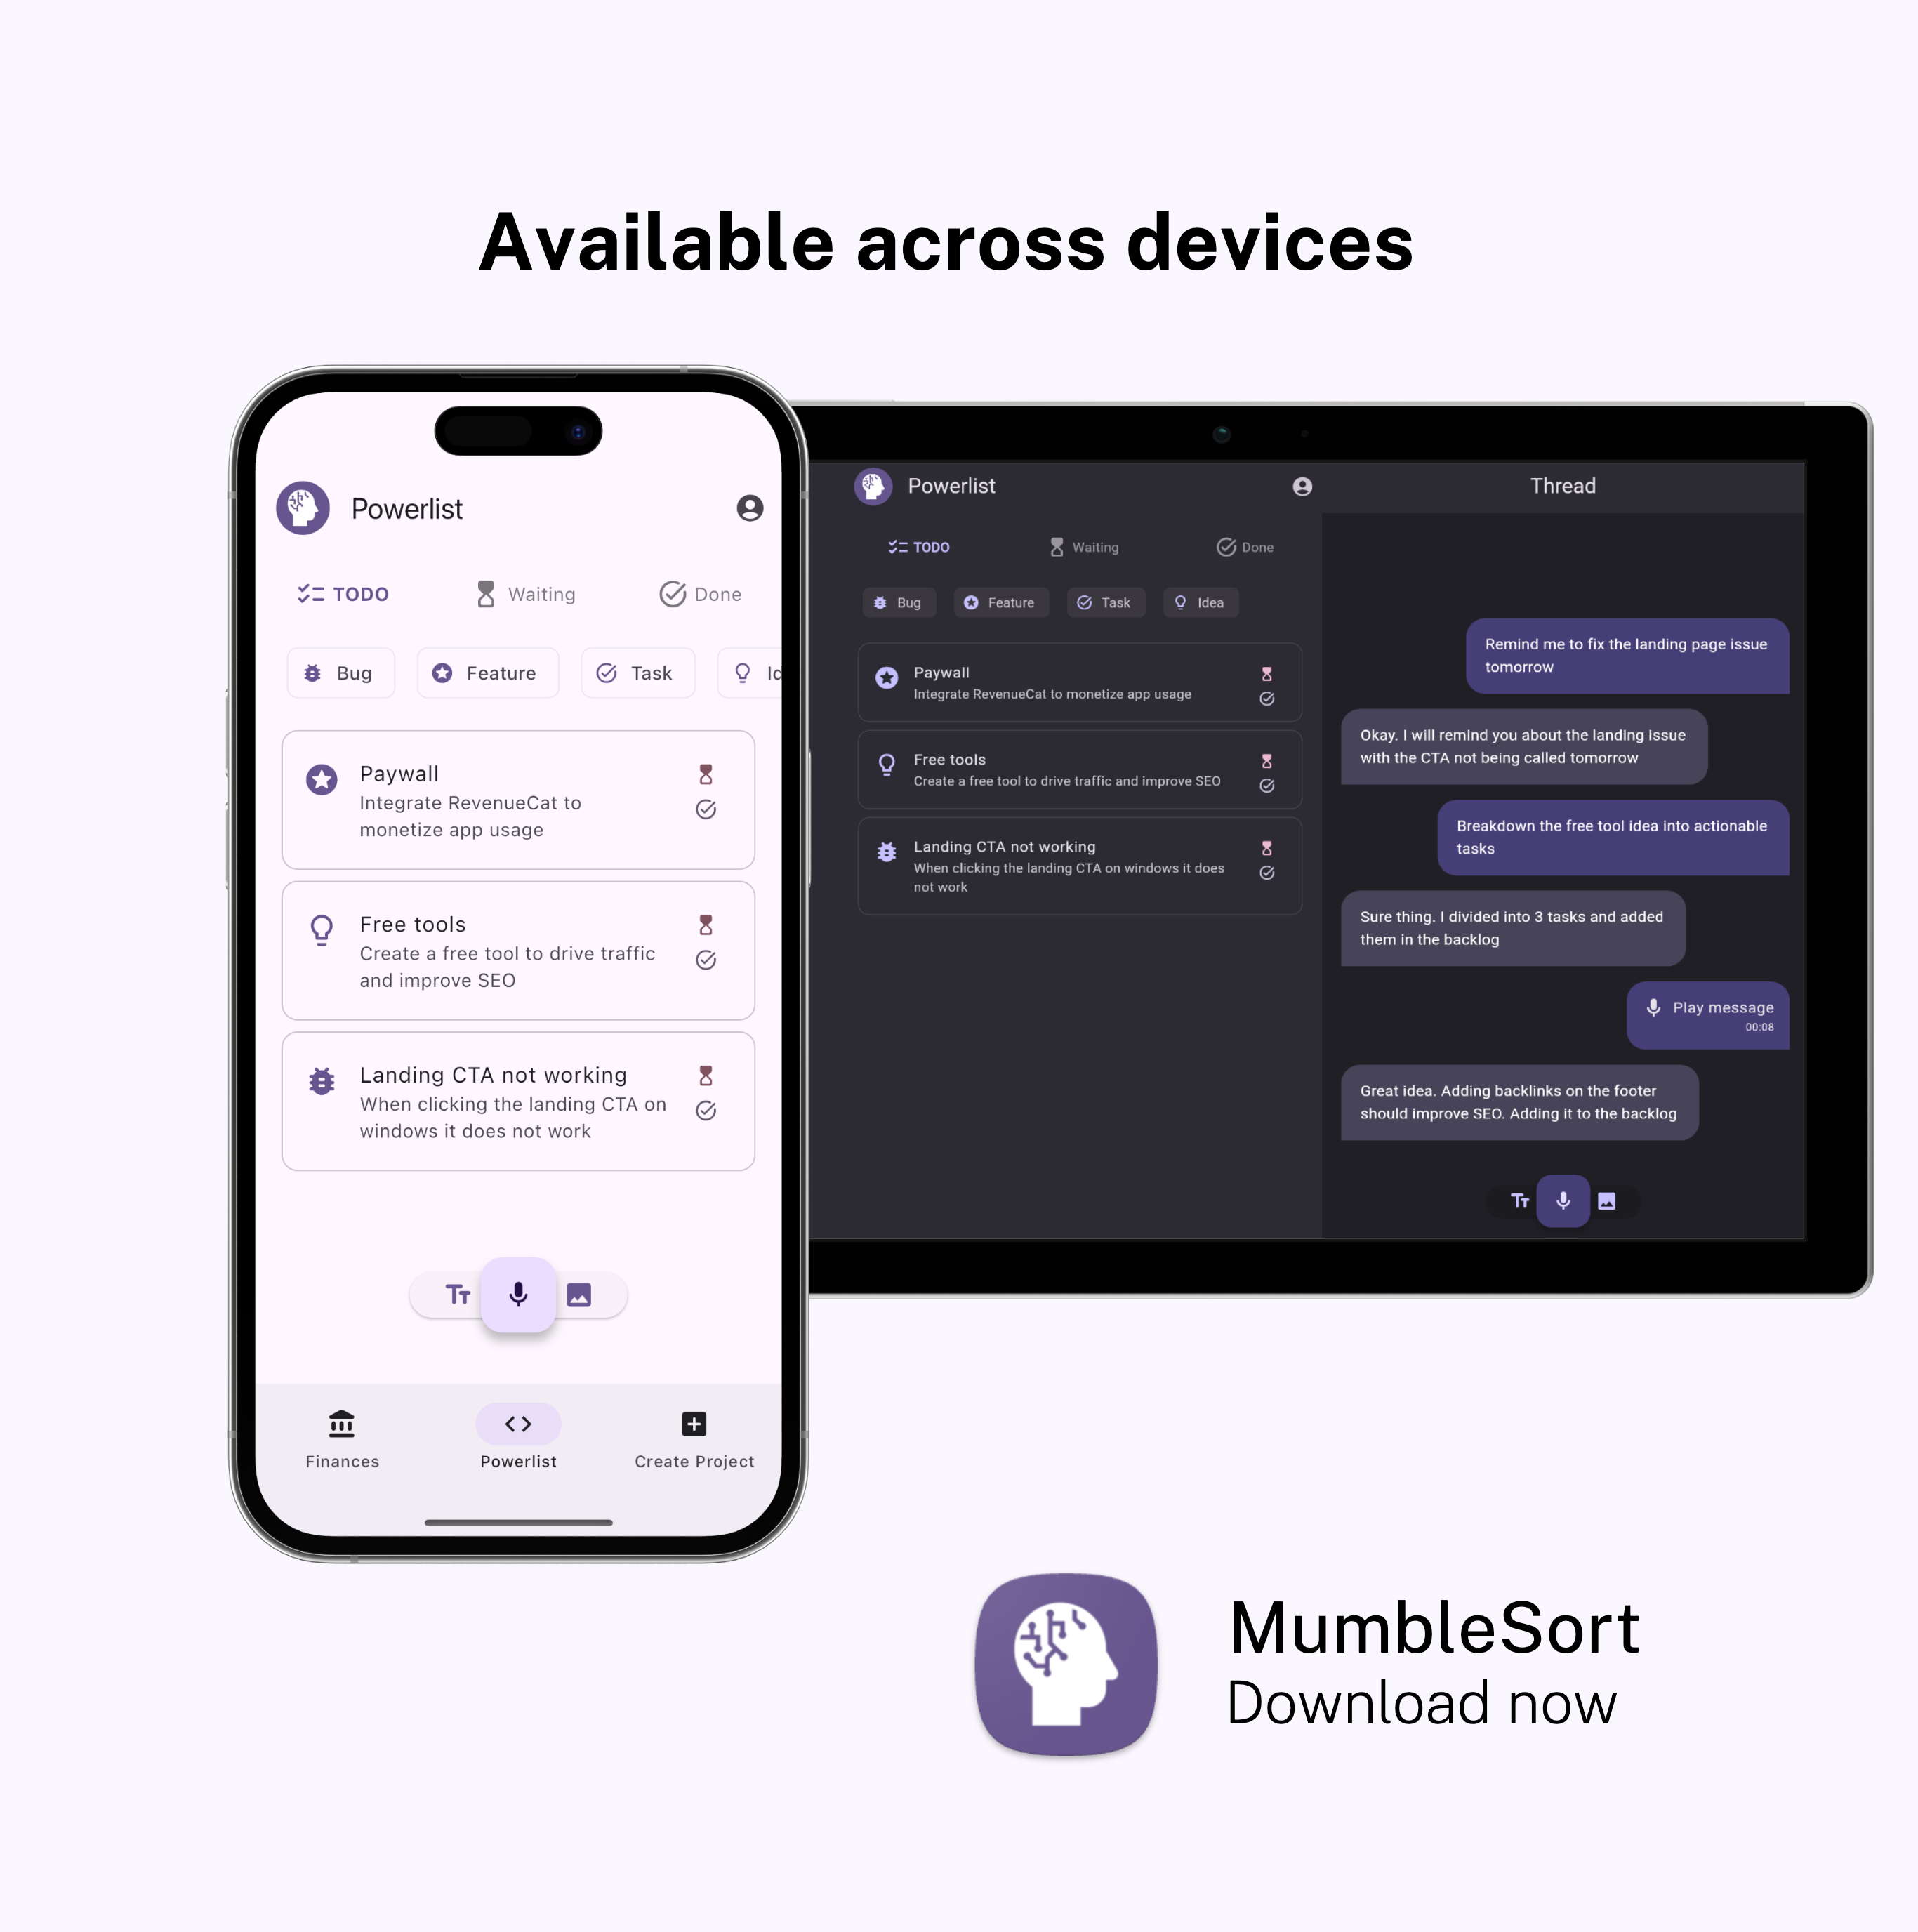 Available across devices
Powerlist
TODO
Waiting
Done
Bug
Feature
Task
Id
Paywall
Integrate RevenueCat to
monetize app usage
Free tools
Create a free tool to drive traffic
and improve SEO
Landing CTA not working
When clicking the landing CTA on
windows it does not work
Tт
Finances
Powerlist
Create Project
Powerlist
TODO
Waiting
Done
Bug
Feature
Task
Idea
Paywall
Integrate RevenueCat to monetize app usage
Free tools
Create a free tool to drive traffic and improve SEO
Landing CTA not working
When clicking the landing CTA on windows it does
not work
Thread
Remind me to fix the landing page issue
tomorrow
Okay. I will remind you about the landing issue
with the CTA not being called tomorrow
Breakdown the free tool idea into actionable
tasks
Sure thing. I divided into 3 tasks and added
them in the backlog
Play message
00:08
Great idea. Adding backlinks on the footer
should improve SEO. Adding it to the backlog
Tт
MumbleSort
Download now